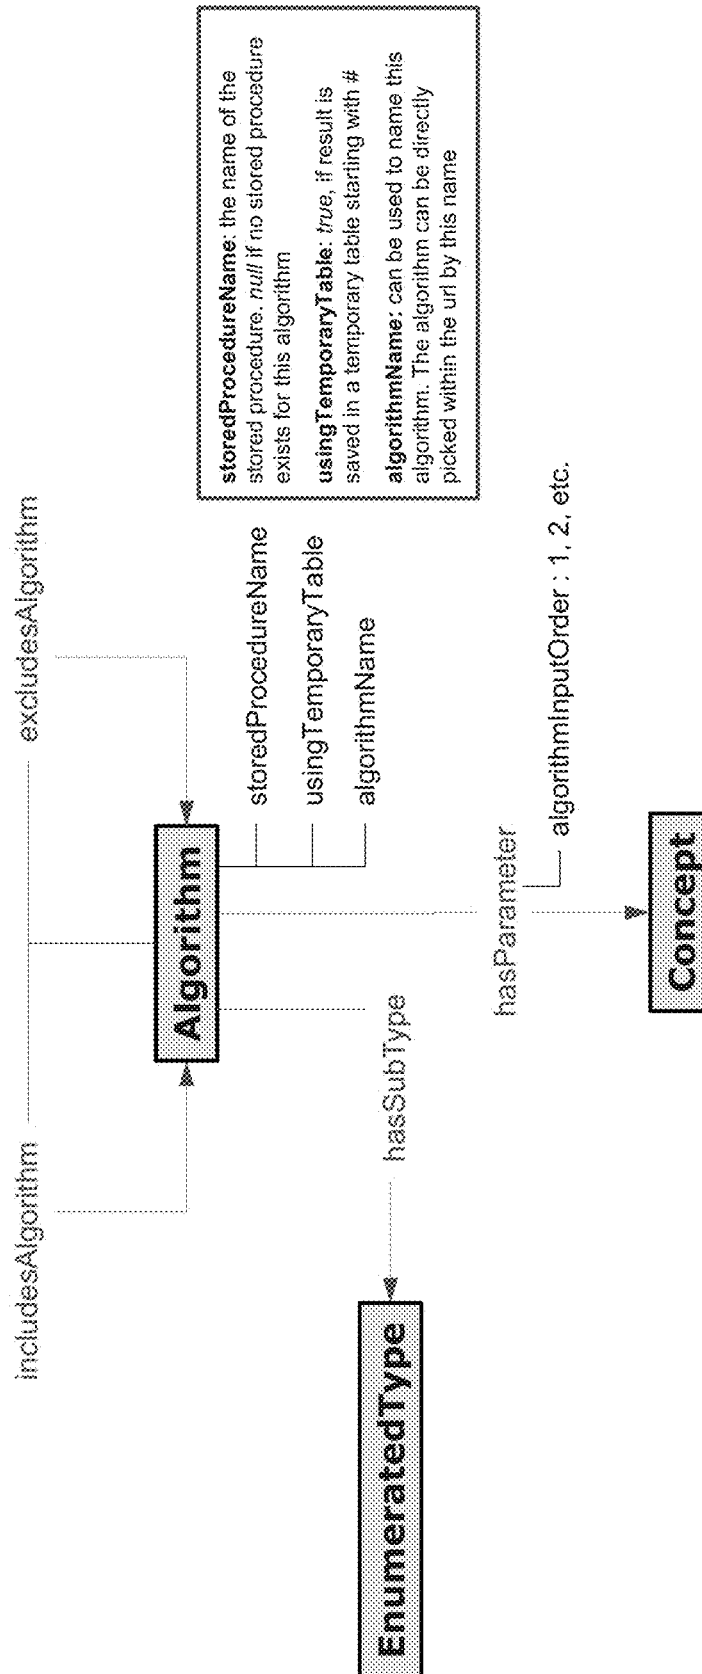 includesAlgorithm
excludesAlgorithm
Algorithm
storedProcedureName
usingTemporaryTable
algorithmName
storedProcedureName: the name of the
stored procedure. null if no stored procedure
exists for this algorithm
usingTemporaryTable: true, if result is
saved in a temporary table starting with #
algorithmName: can be used to name this
algorithm. The algorithm can be directly
picked within the url by this name
hasSubType
EnumeratedType
hasParameter
algorithmInputOrder : 1, 2, etc.
Concept